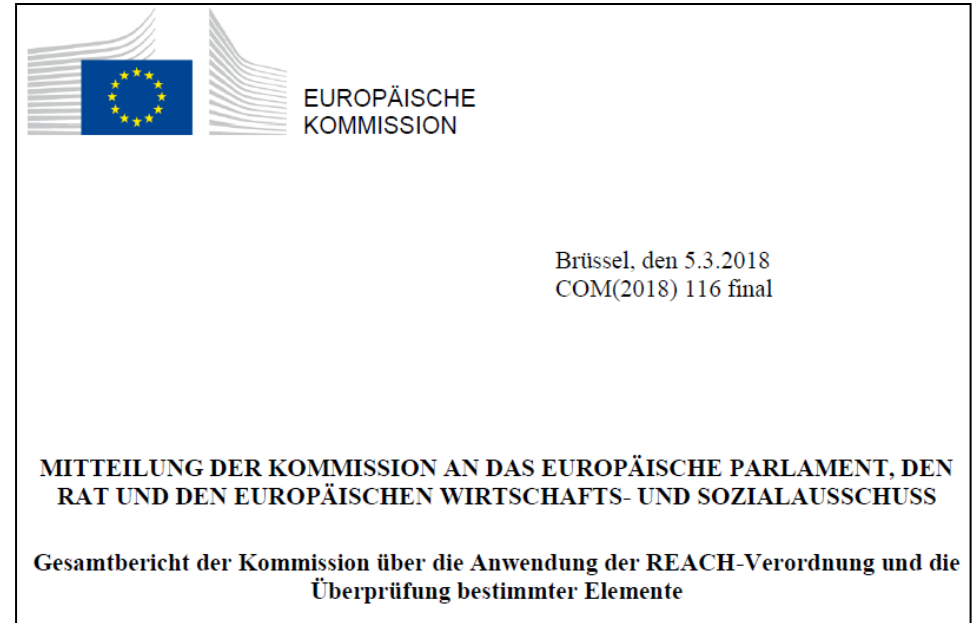 EUROPÄISCHE
KOMMISSION
Brüssel, den 5.3.2018
COM(2018) 116 final
MITTEILUNG DER KOMMISSION AN DAS EUROPÄISCHE PARLAMENT, DEN
RAT UND DEN EUROPÄISCHEN WIRTSCHAFTS- UND SOZIALAUSSCHUSS
Gesamtbericht der Kommission über die Anwendung der REACH-Verordnung und die
Überprüfung bestimmter Elemente